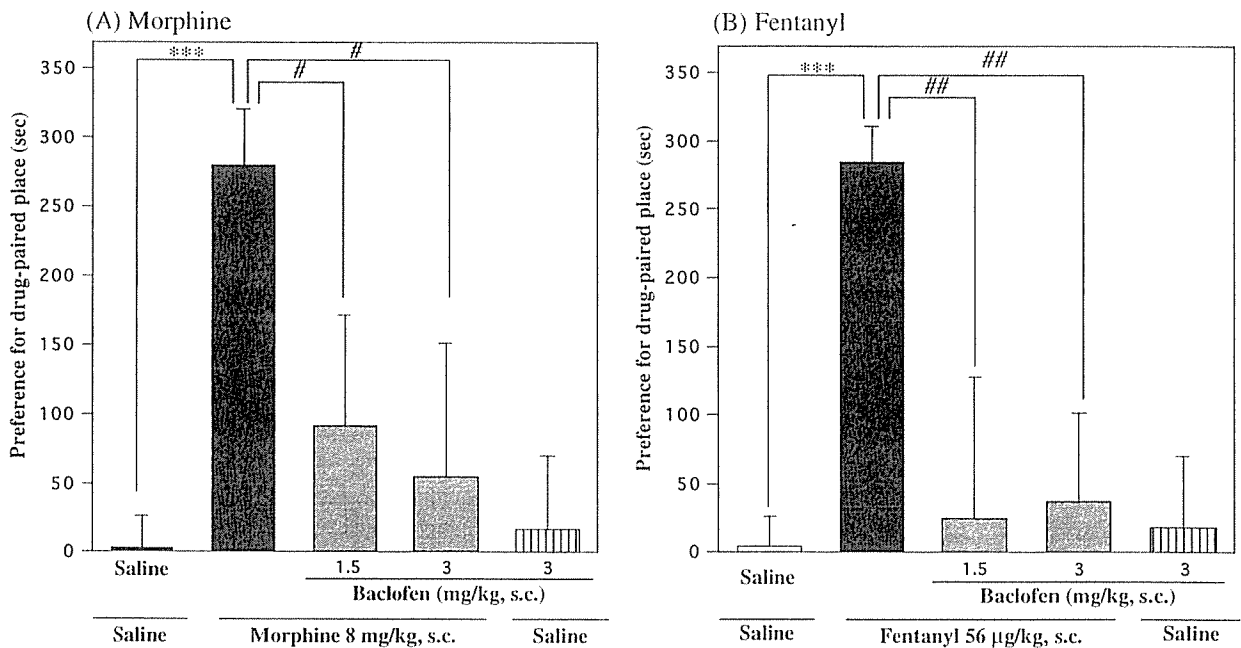 (A) Morphine
***
#
#
350
300
250
200
150
100
50
0
Preference for drug-paired place (sec)
Saline
1.5
3
3
Baclofen (mg/kg, s.c.)
Saline
Morphine 8 mg/kg, s.c.
Saline
(B) Fentanyl
***
##
##
350
300
250
200
150
100
50
0
Preference for drug-paired place (sec)
Saline
1.5
3
3
Baclofen (mg/kg, s.c.)
Saline
Fentanyl 56 µg/kg, s.c.
Saline